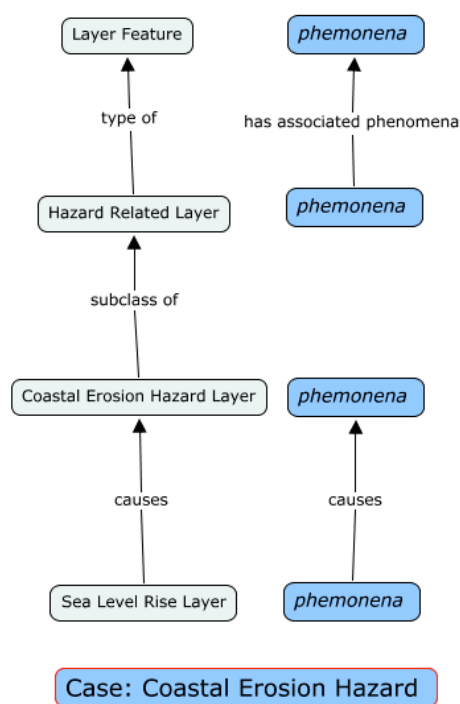 Layer Feature
phemonena
type of
has associated phenomena
Hazard Related Layer
phemonena
subclass of
Coastal Erosion Hazard Layer
phemonena
causes
causes
Sea Level Rise Layer
phemonena
Case: Coastal Erosion Hazard